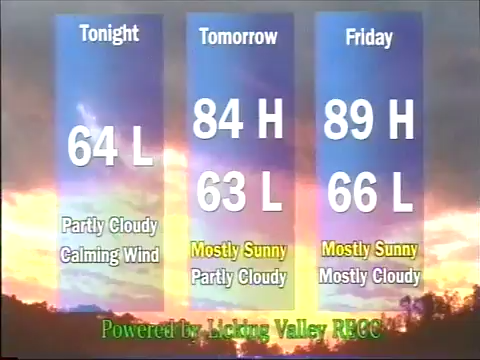 Tonight
64 L
Partly Cloudy
Calming Wind
Tomorrow
84 H
63 L
Mostly Sunny
Partly Cloudy
Friday
89 H
66 L
Mostly Sunny
Mostly Cloudy
Powered by Licking Valley RECC